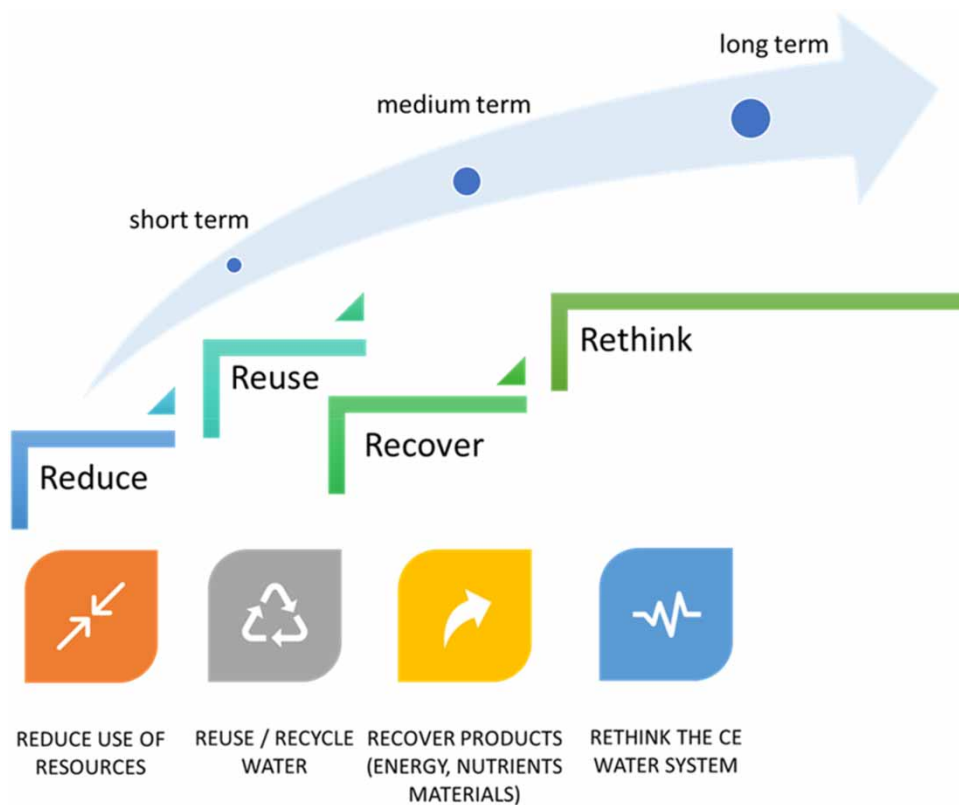 long term
medium term
short term
Rethink
Reuse
Recover
Reduce
REDUCE USE OF
RESOURCES
REUSE / RECYCLE
WATER
RECOVER PRODUCTS
(ENERGY, NUTRIENTS
MATERIALS)
RETHINK THE CE
WATER SYSTEM